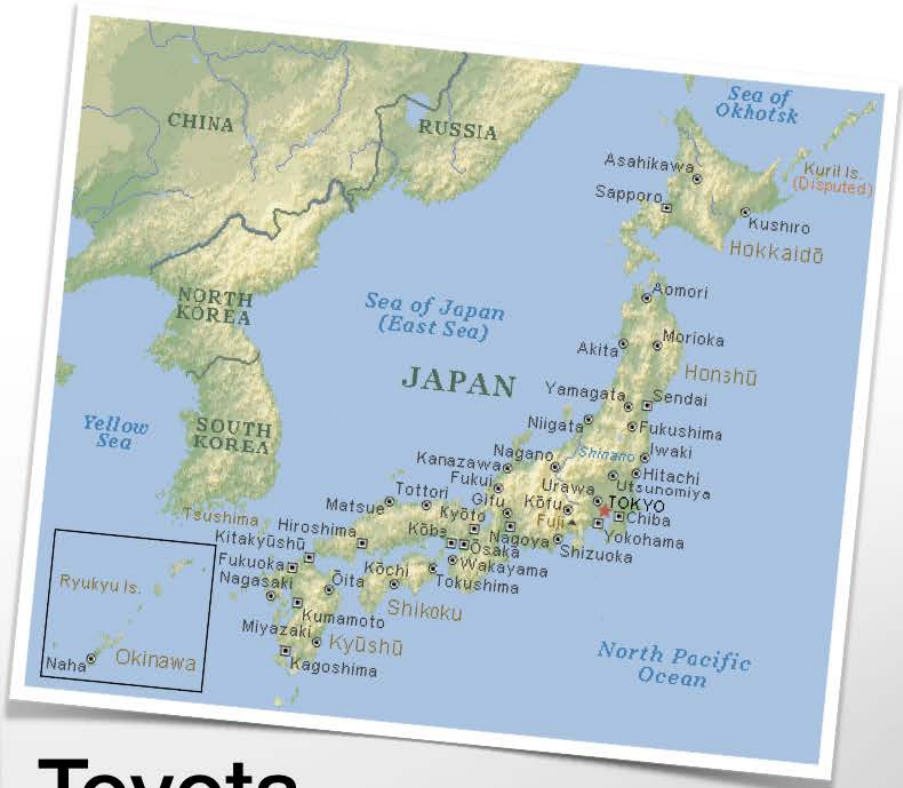 Sea of
Okhotsk
CHINA
RUSSIA
Asahikawa
Kuril Is.
(Disputed)
Sapporo
Kushiro
Hokkaidō
Aomori
NORTH
KOREA
Sea of Japan
(East Sea)
Morioka
Akita
Honshū
JAPAN
Yamagata
Sendai
Niigata
Fukushima
Yellow
Sea
SOUTH
KOREA
Nagano
Shinano
Iwaki
Kanazawa
Hitachi
Fukui
Urawa
Utsunomiya
Tottori
Gifu
Kōfu
TOKYO
Matsue
Kyōto
Fuji
Chiba
Tsushima
Hiroshima
Kōbe
Nagoya
Yokohama
Kitakyūshū
Ōsaka
Shizuoka
Fukuoka
Wakayama
Nagasaki
Ōita
Kōchi
Tokushima
Ryukyu Is.
Shikoku
Kumamoto
Miyazaki
Kyūshū
North Pacific
Ocean
Naha
Okinawa
Kagoshima
Toyota